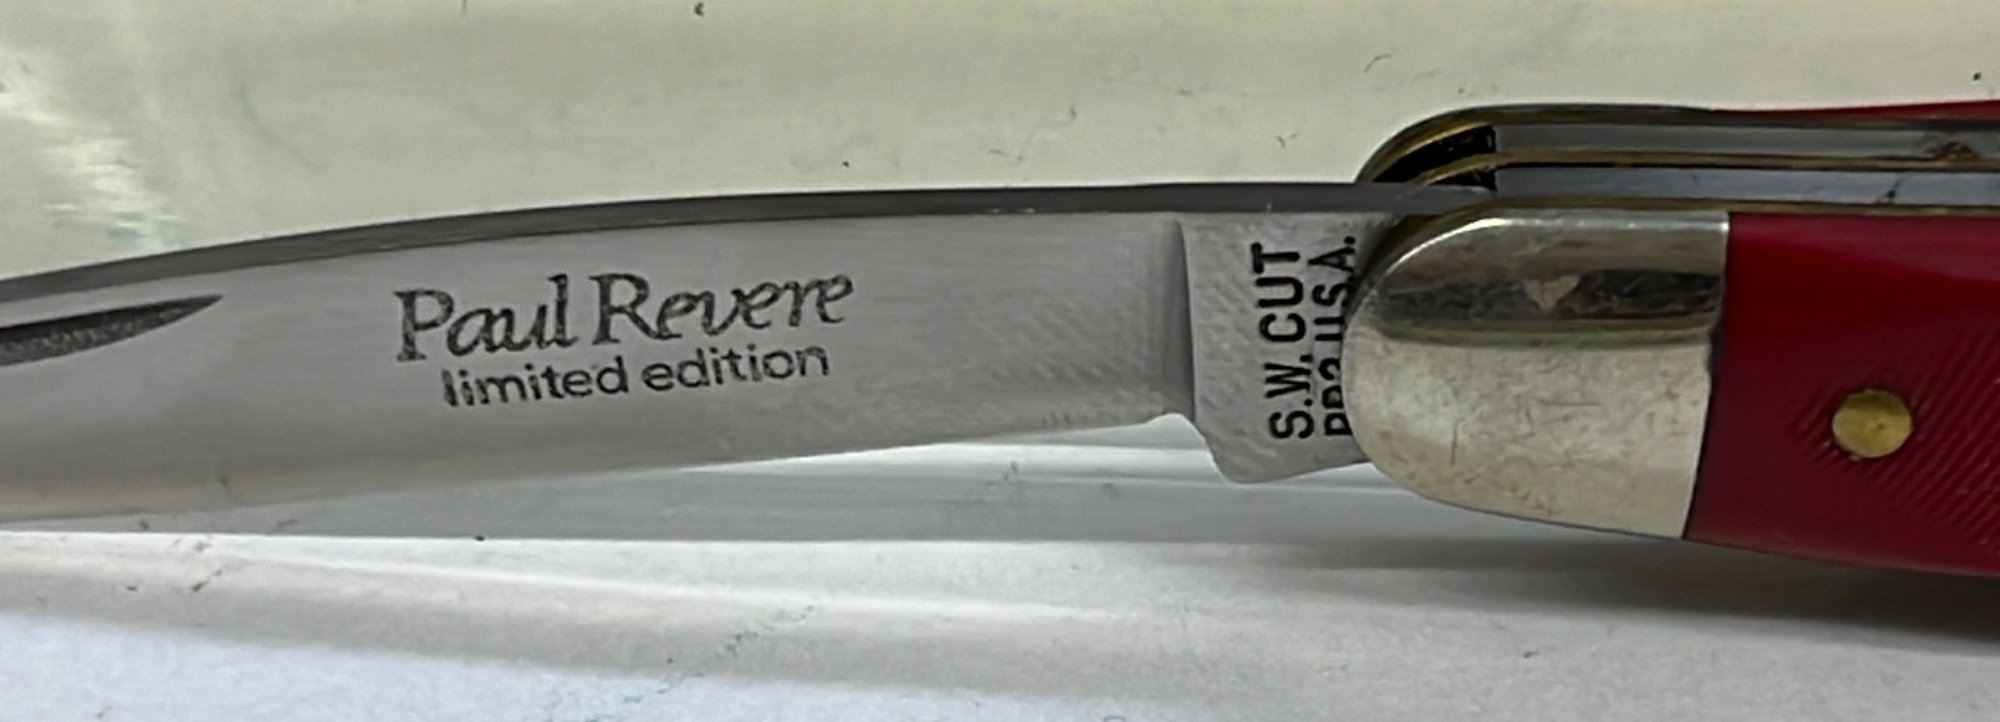 Paul Revere
limited edition
S.W. CUT
U.S.A.